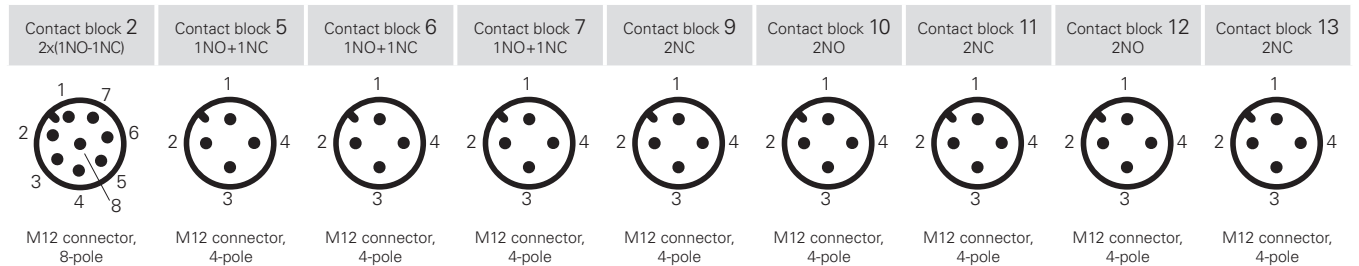 Contact block 2
2x(1NO-1NC)
Contact block 5
1NO+1NC
Contact block 6
1NO+1NC
Contact block 7
1NO+1NC
Contact block 9
2NC
Contact block 10
2NO
Contact block 11
2NC
Contact block 12
2NO
Contact block 13
2NC
1 7
2 6
3 5
4 8
1
2 4
3
1
2 4
3
1
2 4
3
1
2 4
3
1
2 4
3
1
2 4
3
1
2 4
3
1
2 4
3
M12 connector,
8-pole
M12 connector,
4-pole
M12 connector,
4-pole
M12 connector,
4-pole
M12 connector,
4-pole
M12 connector,
4-pole
M12 connector,
4-pole
M12 connector,
4-pole
M12 connector,
4-pole